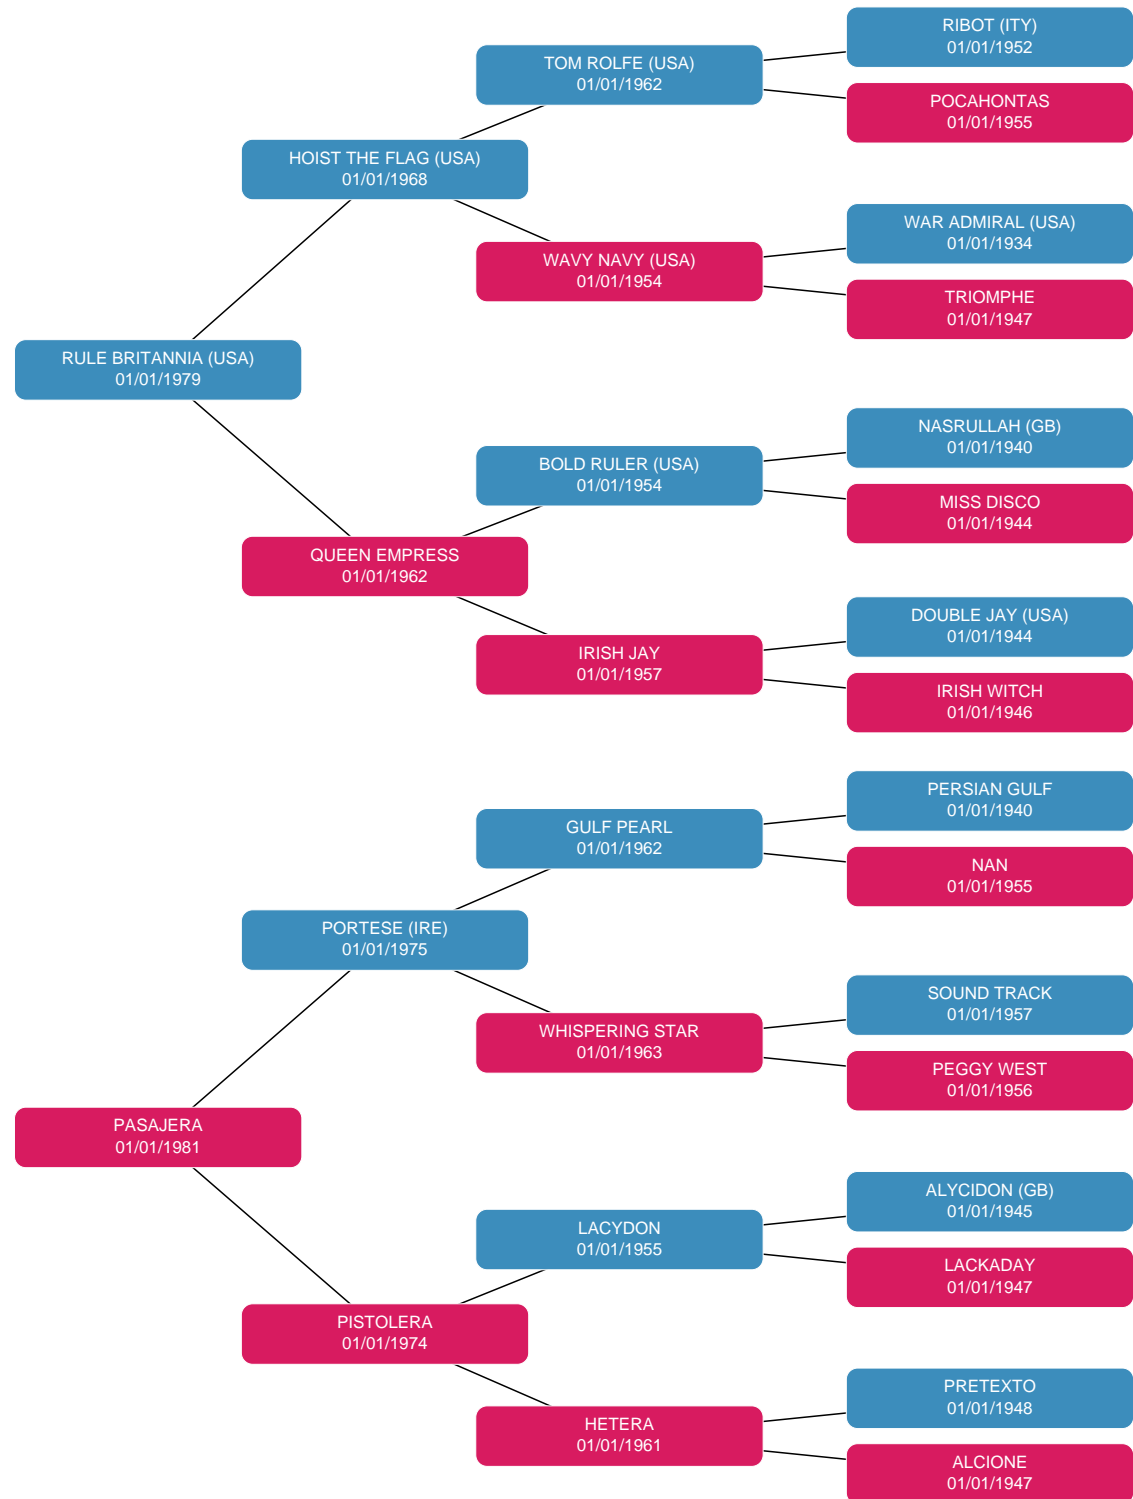 RIBOT (ITY)
01/01/1952
TOM ROLFE (USA)
01/01/1962
POCAHONTAS
01/01/1955
HOIST THE FLAG (USA)
01/01/1968
WAR ADMIRAL (USA)
01/01/1934
WAVY NAVY (USA)
01/01/1954
TRIOMPHE
01/01/1947
RULE BRITANNIA (USA)
01/01/1979
NASRULLAH (GB)
01/01/1940
BOLD RULER (USA)
01/01/1954
MISS DISCO
01/01/1944
QUEEN EMPRESS
01/01/1962
DOUBLE JAY (USA)
01/01/1944
IRISH JAY
01/01/1957
IRISH WITCH
01/01/1946
PERSIAN GULF
01/01/1940
GULF PEARL
01/01/1962
NAN
01/01/1955
PORTESE (IRE)
01/01/1975
SOUND TRACK
01/01/1957
WHISPERING STAR
01/01/1963
PEGGY WEST
01/01/1956
PASAJERA
01/01/1981
ALYCIDON (GB)
01/01/1945
LACYDON
01/01/1955
LACKADAY
01/01/1947
PISTOLERA
01/01/1974
PRETEXTO
01/01/1948
HETERA
01/01/1961
ALCIONE
01/01/1947